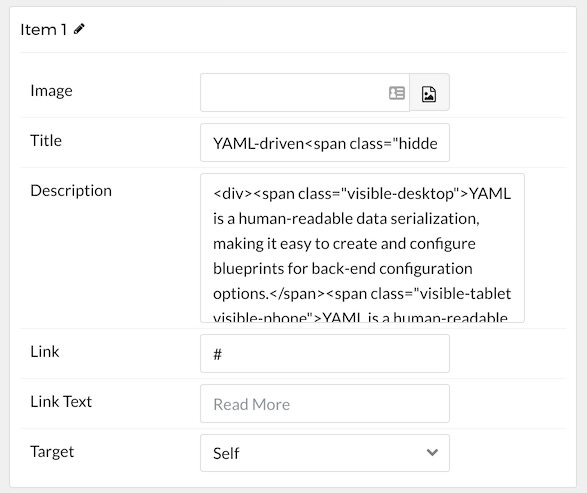 Item 1
Image
Title
YAML-driven<span class="hidde
Description
<div><span class="visible-desktop">YAML
is a human-readable data serialization,
making it easy to create and configure
blueprints for back-end configuration
options.</span><span class="visible-tablet
visible-phone">YAML is a human-readable
Link
#
Link Text
Read More
Target
Self